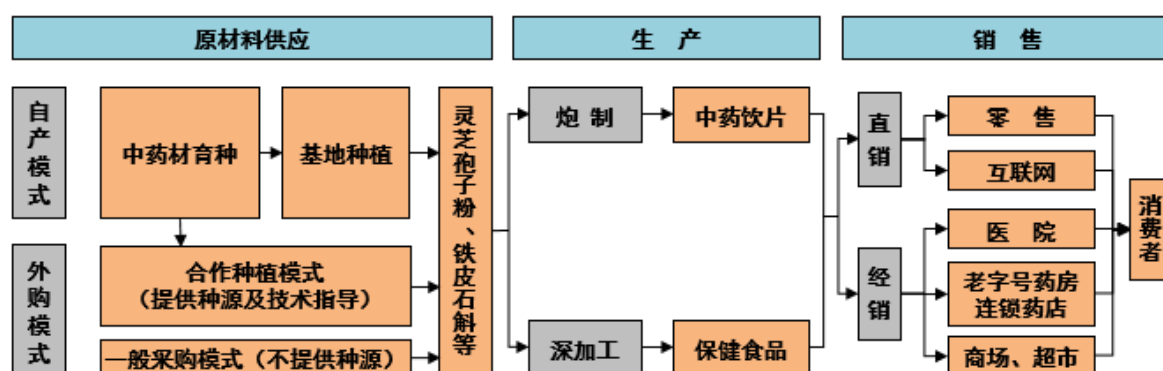 原材料供应
生 产
销 售
自产模式
中药材育种
基地种植
外购模式
合作种植模式
（提供种源及技术指导）
一般采购模式（不提供种源）
灵芝孢子粉、铁皮石斛等
炮 制
中药饮片
深加工
保健食品
直销
零 售
互联网
经销
医 院
老字号药房
连锁药店
商场、超市
消费者